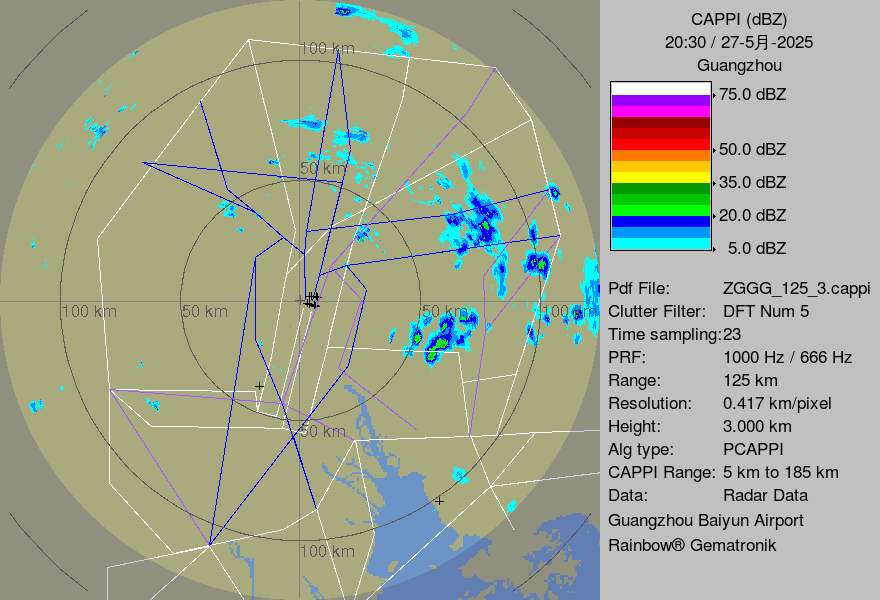 100 km
50 km
100 km
50 km
50 km
100 km
50 km
100 km
CAPPI (dBZ)
20:30 / 27-5月-2025
Guangzhou
75.0 dBZ
50.0 dBZ
35.0 dBZ
20.0 dBZ
5.0 dBZ
Pdf File: ZGGG_125_3.cappi
Clutter Filter: DFT Num 5
Time sampling:23
PRF: 1000 Hz / 666 Hz
Range: 125 km
Resolution: 0.417 km/pixel
Height: 3.000 km
Alg type: PCAPPI
CAPPI Range: 5 km to 185 km
Data: Radar Data
Guangzhou Baiyun Airport
Rainbow® Gematronik